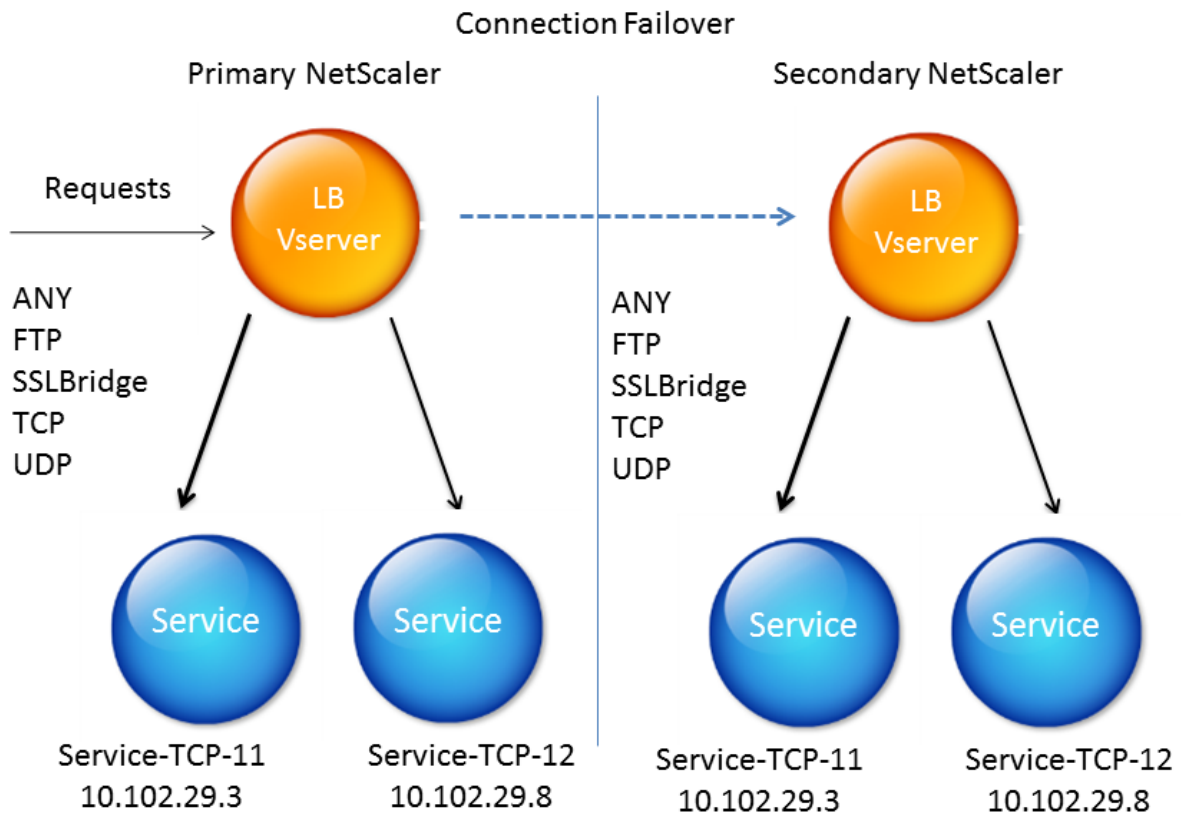 Connection Failover
Primary NetScaler
Secondary NetScaler
Requests
LB
Vserver
ANY
FTP
SSLBridge
TCP
UDP
LB
Vserver
ANY
FTP
SSLBridge
TCP
UDP
Service
Service
Service
Service
Service-TCP-11
10.102.29.3
Service-TCP-12
10.102.29.8
Service-TCP-11
10.102.29.3
Service-TCP-12
10.102.29.8